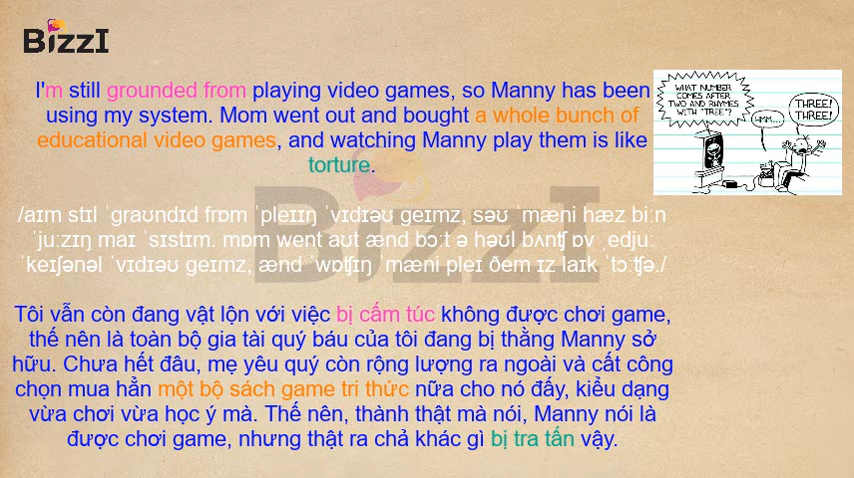 BizzI
I'm still grounded from playing video games, so Manny has been
using my system. Mom went out and bought a whole bunch of
educational video games, and watching Manny play them is like
torture.
WHAT NUMBER
COMES AFTER
TWO AND RHYMES
WITH "TREE"?
HMM....
THREE!
THREE!
BizzI
/aɪm stɪl ˈɡraʊndɪd frɒm ˈpleɪɪŋ ˈvɪdɪəʊ ɡeɪmz, səʊ ˈmæni hæz biːn
ˈjuːzɪŋ maɪ ˈsɪstɪm. mɒm went aʊt ænd bɔːt ə həʊl bʌnʧ ɒv ˌedjuː
ˈkeɪʃənəl ˈvɪdɪəʊ ɡeɪmz, ænd ˈwɒʧɪŋ ˈmæni pleɪ ðem ɪz laɪk ˈtɔːʧə./
Tôi vẫn còn đang vật lộn với việc bị cấm túc không được chơi game,
thế nên là toàn bộ gia tài quý báu của tôi đang bị thằng Manny sở
hữu. Chưa hết đâu, mẹ yêu quý còn rộng lượng ra ngoài và cất công
chọn mua hẳn một bộ sách game tri thức nữa cho nó đấy, kiểu dạng
vừa chơi vừa học ý mà. Thế nên, thành thật mà nói, Manny nói là
được chơi game, nhưng thật ra chả khác gì bị tra tấn vậy.